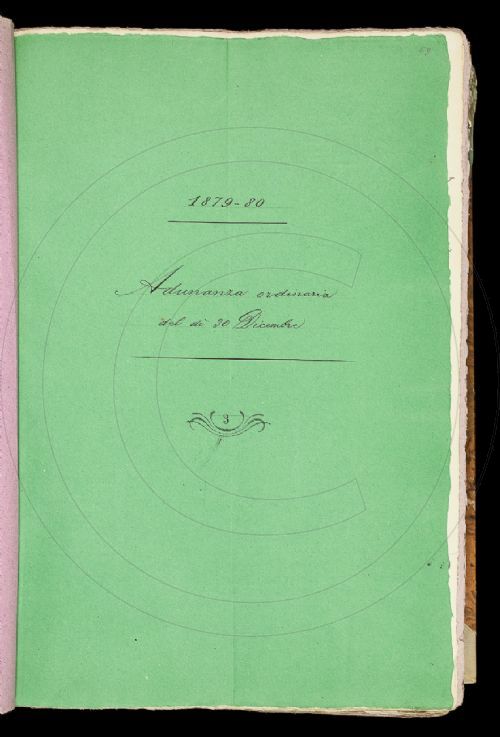 1879-80
Adunanza ordinaria
del dì 30 Dicembre
3